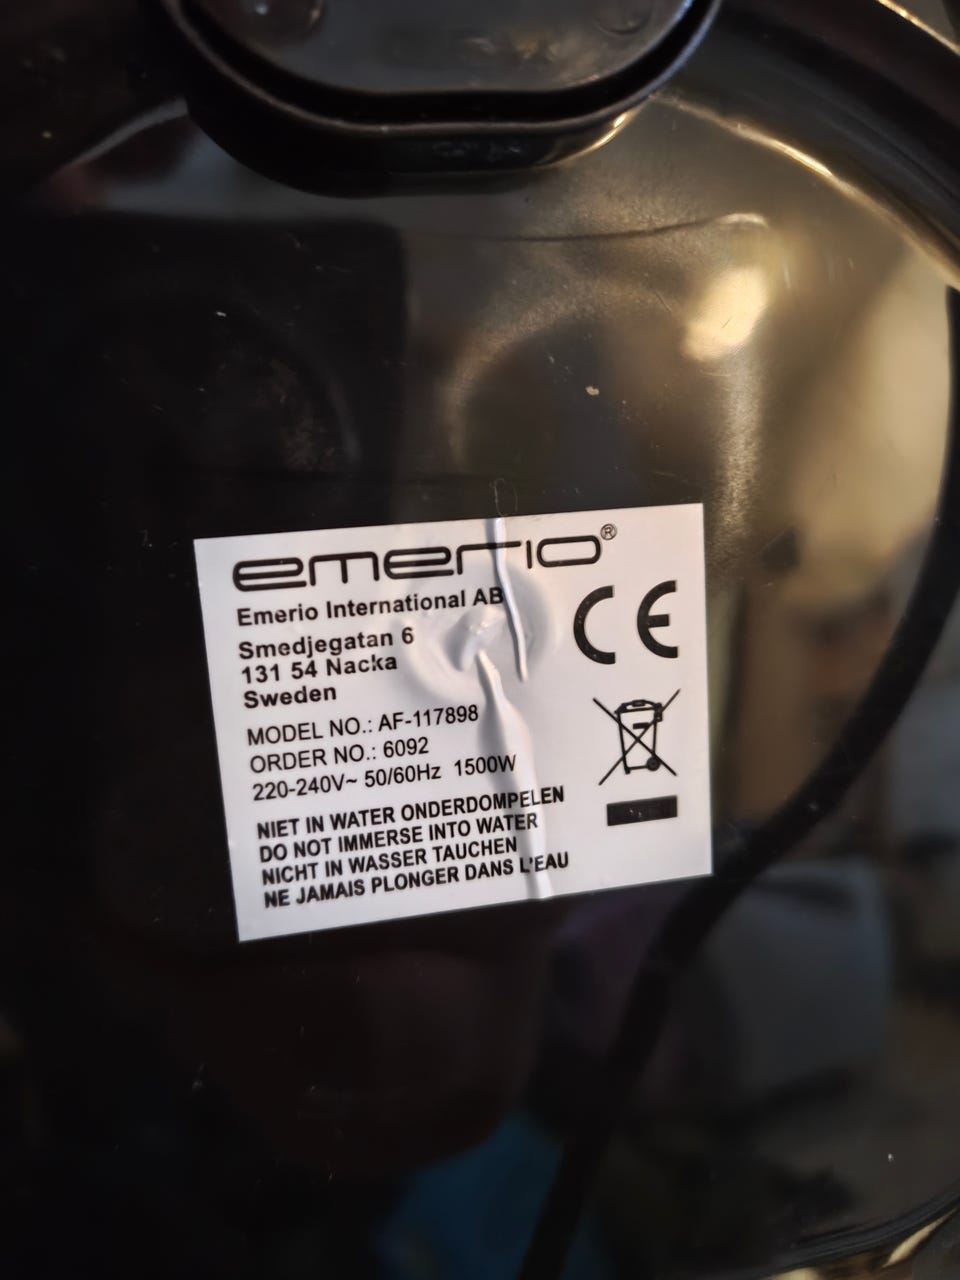 emerio®
Emerio International AB
Smedjegatan 6
131 54 Nacka
Sweden
CE
MODEL NO.: AF-117898
ORDER NO.: 6092
220-240V~ 50/60Hz 1500W
NIET IN WATER ONDERDOMPELEN
DO NOT IMMERSE INTO WATER
NICHT IN WASSER TAUCHEN
NE JAMAIS PLONGER DANS L'EAU